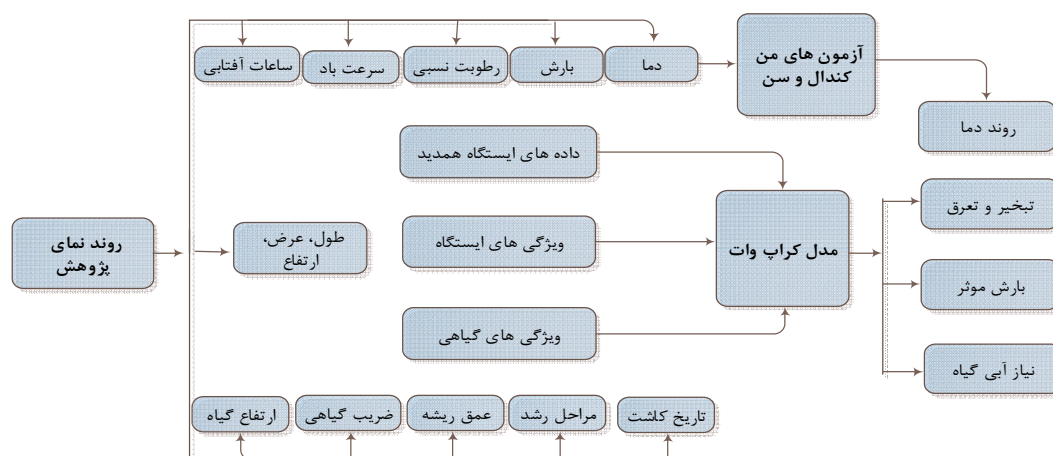 ساعات آفتابی
سرعت باد
رطوبت نسبی
بارش
دما
آزمون های من
کندال و سن
روند دما
داده های ایستگاه همدید
ویژگی های ایستگاه
ویژگی های گیاهی
مدل کراپ وات
تبخیر و تعرق
بارش موثر
نیاز آبی گیاه
روند نمای
پژوهش
طول، عرض،
ارتفاع
ارتفاع گیاه
ضریب گیاهی
عمق ریشه
مراحل رشد
تاریخ کاشت